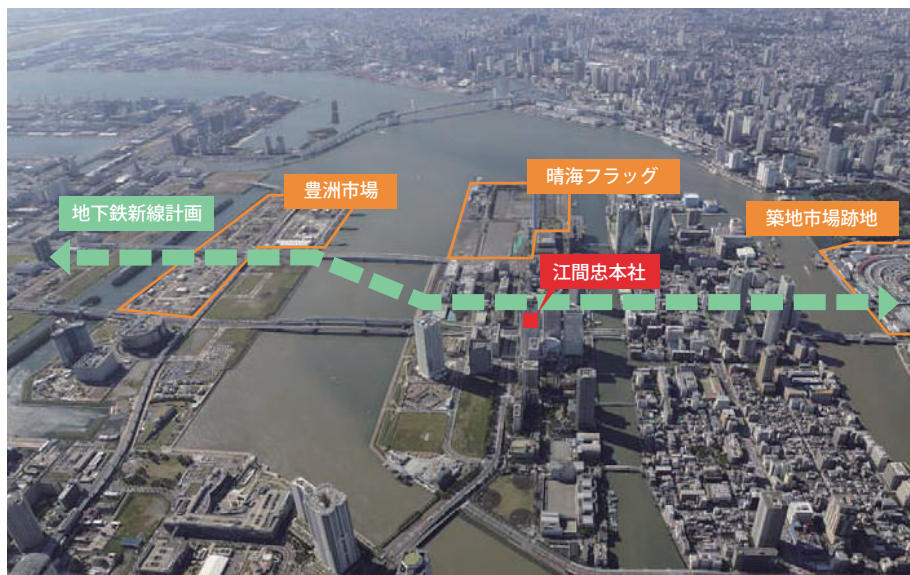 豊洲市場
晴海フラッグ
地下鉄新線計画
築地市場跡地
江間忠本社